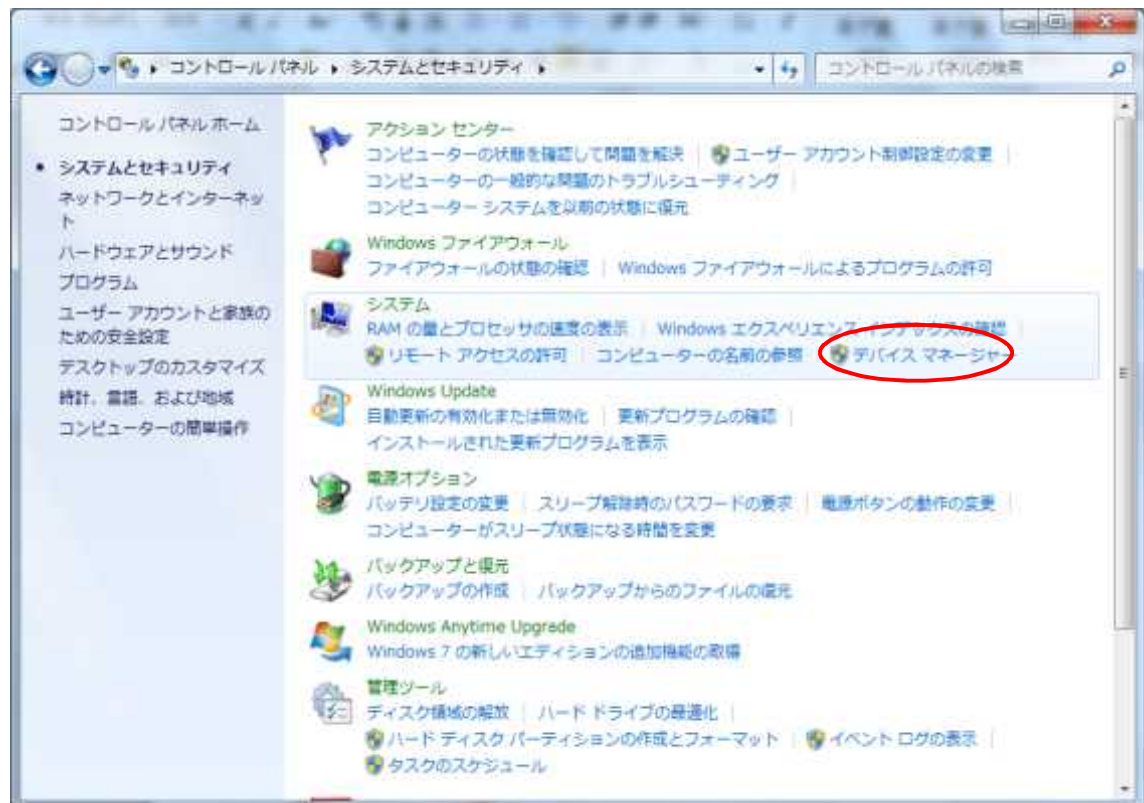 コントロール パネル ▸ システムとセキュリティ ▸
コントロール パネルの検索
コントロール パネル ホーム
システムとセキュリティ
ネットワークとインターネッ
ト
ハードウェアとサウンド
プログラム
ユーザー アカウントと家族の
ための安全設定
デスクトップのカスタマイズ
時計、言語、および地域
コンピューターの簡単操作
アクション センター
コンピューターの状態を確認して問題を解決 | ユーザー アカウント制御設定の変更 |
コンピューターの一般的な問題のトラブルシューティング |
コンピューター システムを以前の状態に復元
Windows ファイアウォール
ファイアウォールの状態の確認 | Windows ファイアウォールによるプログラムの許可
システム
RAM の量とプロセッサの速度の表示 | Windows エクスペリエンス インデックスの確認
リモート アクセスの許可 | コンピューターの名前の参照 | デバイス マネージャー
Windows Update
自動更新の有効化または無効化 | 更新プログラムの確認 |
インストールされた更新プログラムを表示
電源オプション
バッテリ設定の変更 | スリープ解除時のパスワードの要求 | 電源ボタンの動作の変更 |
コンピューターがスリープ状態になる時間を変更
バックアップと復元
バックアップの作成 | バックアップからのファイルの復元
Windows Anytime Upgrade
Windows 7 の新しいエディションの追加機能の取得
管理ツール
ディスク領域の解放 | ハード ドライブの最適化 |
ハード ディスク パーティションの作成とフォーマット | イベント ログの表示 |
タスクのスケジュール